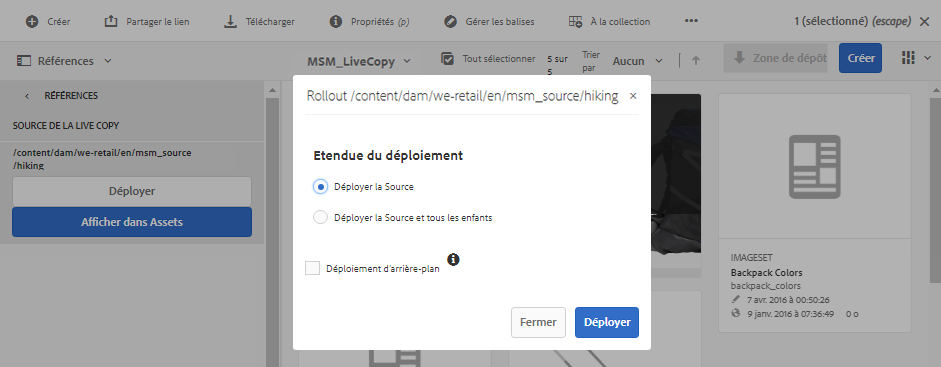 Créer Partager le lien Télécharger Propriétés (p) Gérer les balises À la collection 1 (sélectionné) (escape)
Références MSM_LiveCopy Tout sélectionner 5 sur 5 Trier par Aucun Zone de dépôt Créer
RÉFÉRENCES
SOURCE DE LA LIVE COPY
/content/dam/we-retail/en/msm_source
/hiking
Déployer
Afficher dans Assets
Rollout /content/dam/we-retail/en/msm_source/hiking
Etendue du déploiement
Déployer la Source
Déployer la Source et tous les enfants
Déploiement d'arrière-plan
Fermer Déployer
IMAGESET
Backpack Colors
backpack_colors
7 avr. 2016 à 00:50:26
9 janv. 2016 à 07:36:49 0 o